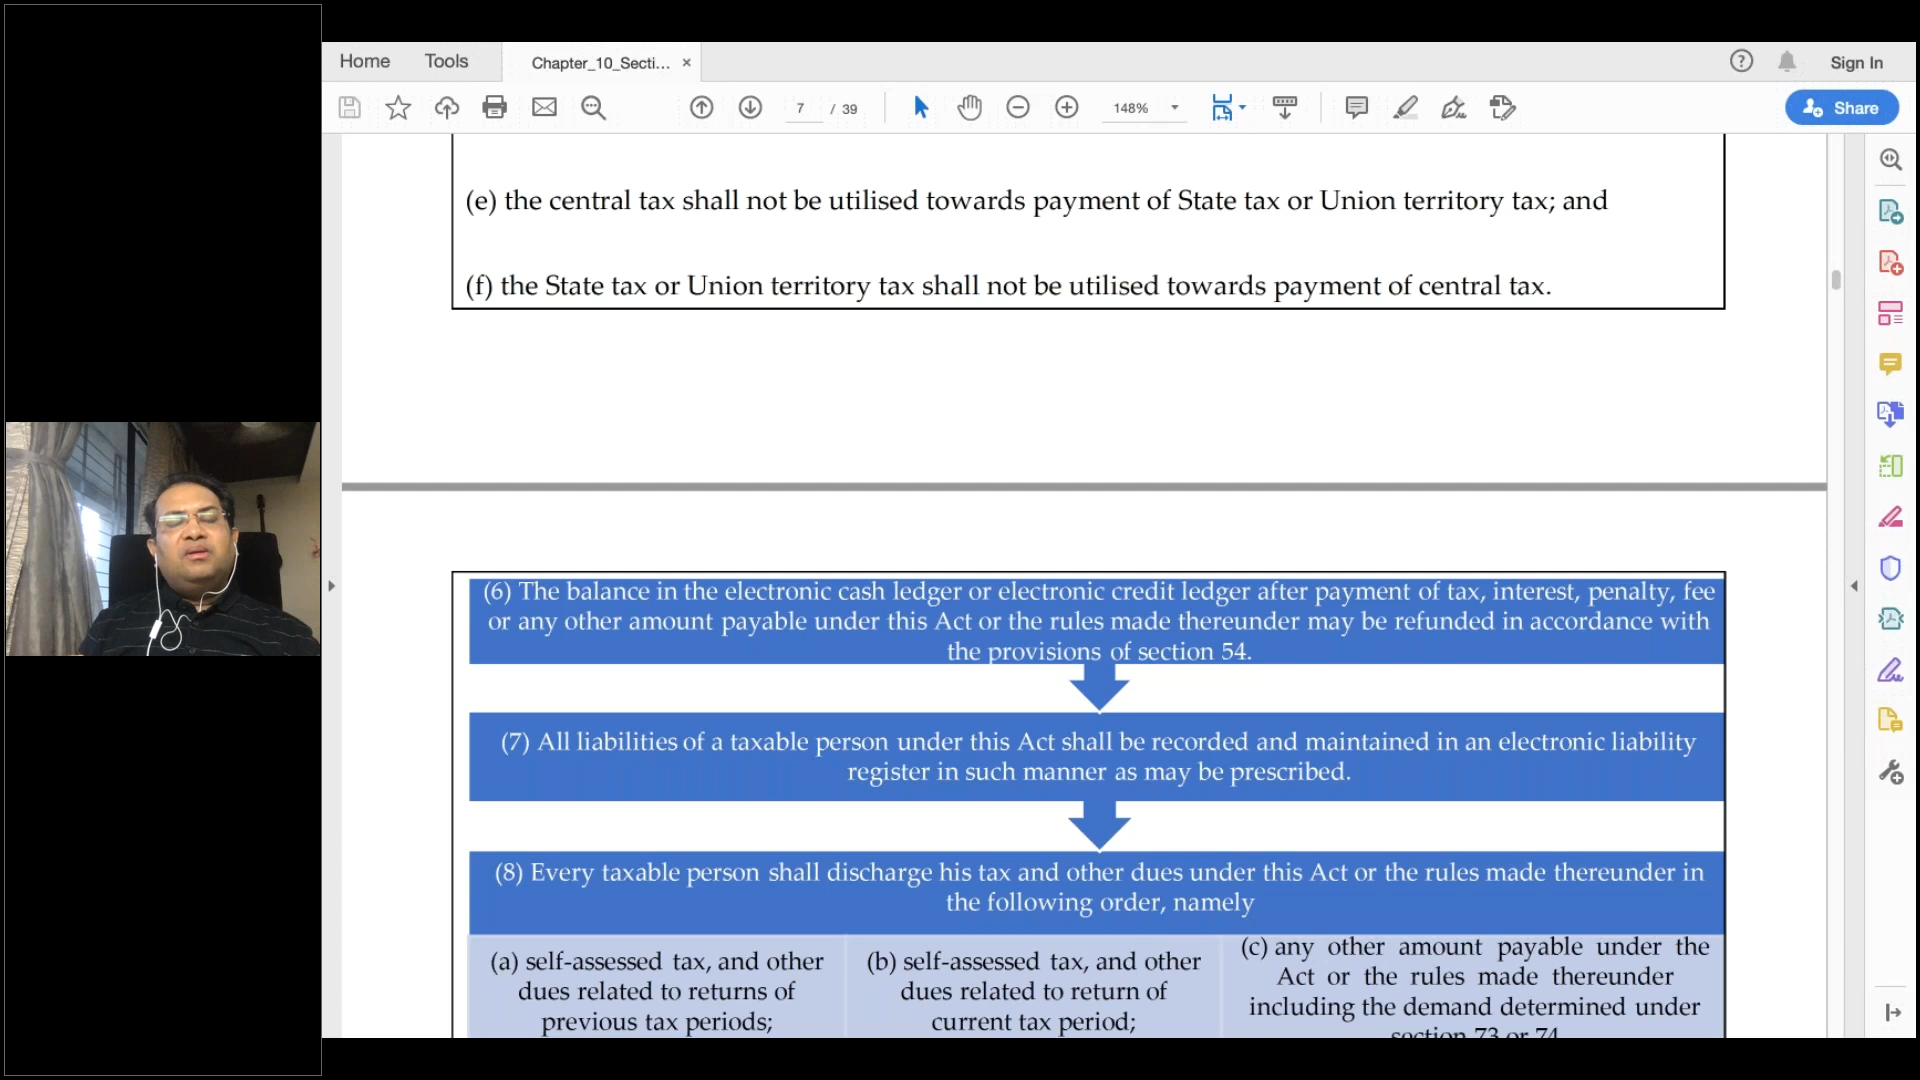 Home Tools Chapter_10_Secti... × Sign In
7 / 39 148% Share
(e) the central tax shall not be utilised towards payment of State tax or Union territory tax; and
(f) the State tax or Union territory tax shall not be utilised towards payment of central tax.
(6) The balance in the electronic cash ledger or electronic credit ledger after payment of tax, interest, penalty, fee
or any other amount payable under this Act or the rules made thereunder may be refunded in accordance with
the provisions of section 54.
(7) All liabilities of a taxable person under this Act shall be recorded and maintained in an electronic liability
register in such manner as may be prescribed.
(8) Every taxable person shall discharge his tax and other dues under this Act or the rules made thereunder in
the following order, namely
(a) self-assessed tax, and other
dues related to returns of
previous tax periods;
(b) self-assessed tax, and other
dues related to return of
current tax period;
(c) any other amount payable under the
Act or the rules made thereunder
including the demand determined under
section 73 or 74